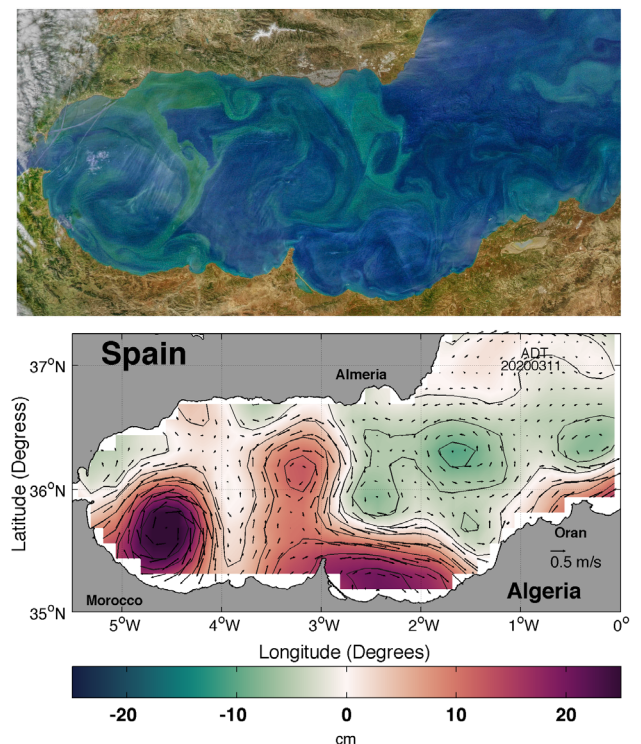 Spain
ADT
20200311
Almeria
37°N
36°N
35°N
Latitude (Degress)
Oran
0.5 m/s
Morocco
Algeria
5°W
4°W
3°W
2°W
1°W
0°
Longitude (Degrees)
-20
-10
0
10
20
cm